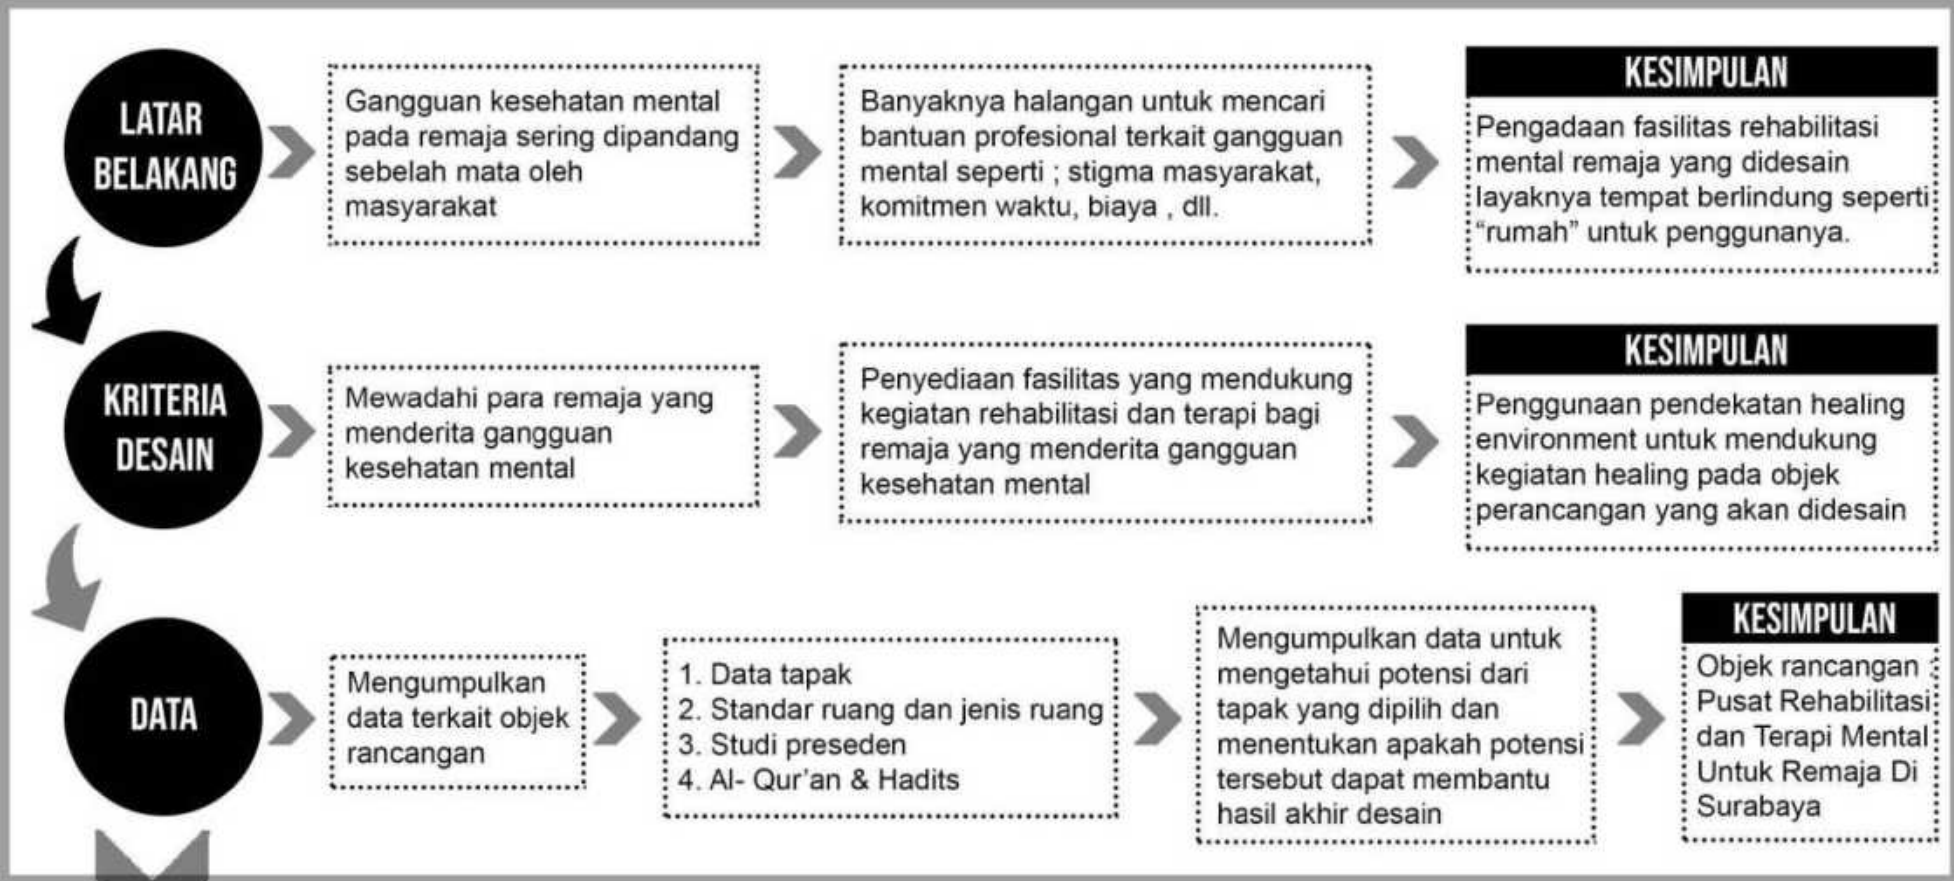 LATAR
BELAKANG
Gangguan kesehatan mental
pada remaja sering dipandang
sebelah mata oleh
masyarakat
Banyaknya halangan untuk mencari
bantuan profesional terkait gangguan
mental seperti ; stigma masyarakat,
komitmen waktu, biaya , dll.
KESIMPULAN
Pengadaan fasilitas rehabilitasi
mental remaja yang didesain
layaknya tempat berlindung seperti
“rumah” untuk penggunanya.
KRITERIA
DESAIN
Mewadahi para remaja yang
menderita gangguan
kesehatan mental
Penyediaan fasilitas yang mendukung
kegiatan rehabilitasi dan terapi bagi
remaja yang menderita gangguan
kesehatan mental
KESIMPULAN
Penggunaan pendekatan healing
environment untuk mendukung
kegiatan healing pada objek
perancangan yang akan didesain
DATA
Mengumpulkan
data terkait objek
rancangan
1. Data tapak
2. Standar ruang dan jenis ruang
3. Studi preseden
4. Al- Qur’an & Hadits
Mengumpulkan data untuk
mengetahui potensi dari
tapak yang dipilih dan
menentukan apakah potensi
tersebut dapat membantu
hasil akhir desain
KESIMPULAN
Objek rancangan :
Pusat Rehabilitasi
dan Terapi Mental
Untuk Remaja Di
Surabaya